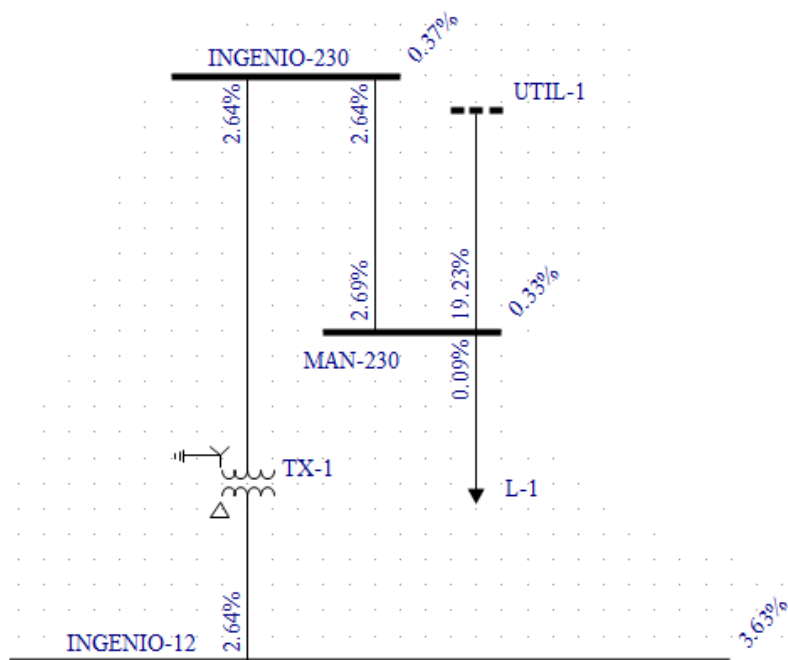 0.37%
INGENIO-230
UTIL-1
2.64%
2.64%
2.69%
19.23%
0.33%
MAN-230
0.09%
TX-1
L-1
2.64%
INGENIO-12
3.63%